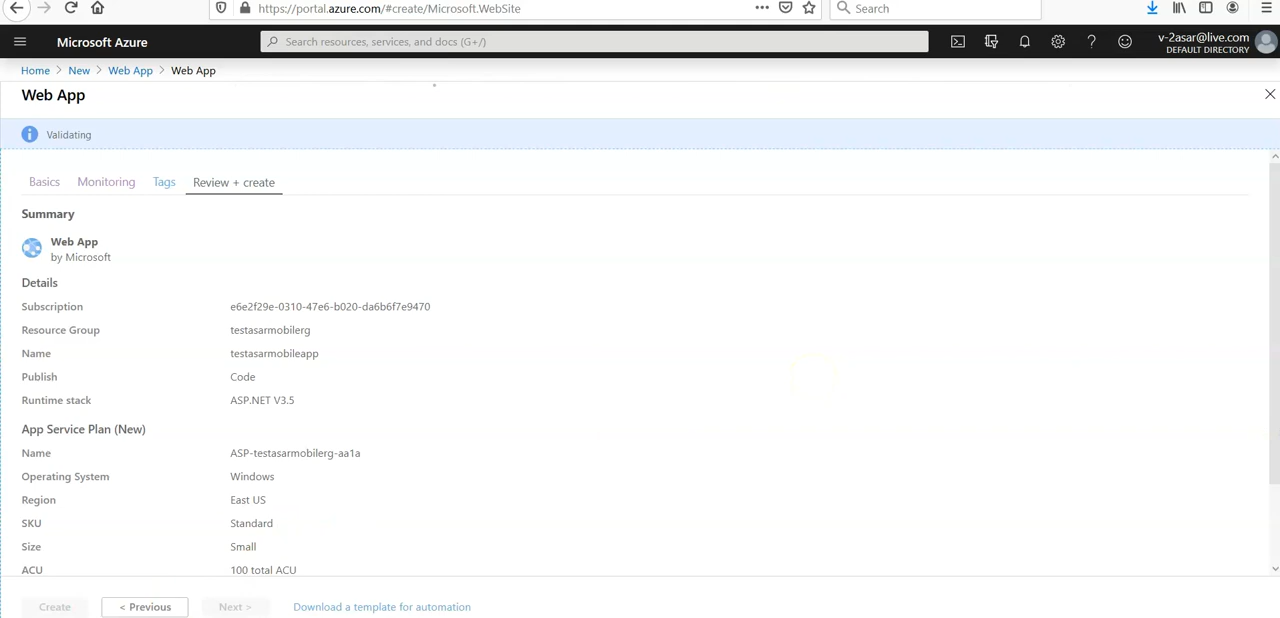 https://portal.azure.com/#create/Microsoft.WebSite
Search
Microsoft Azure
Search resources, services, and docs (G+/)
v-2asar@live.com
DEFAULT DIRECTORY
Home > New > Web App > Web App
Web App
Validating
Basics Monitoring Tags Review + create
Summary
Web App
by Microsoft
Details
Subscription e6e2f29e-0310-47e6-b020-da6b6f7e9470
Resource Group testasarmobilerg
Name testasarmobileapp
Publish Code
Runtime stack ASP.NET V3.5
App Service Plan (New)
Name ASP-testasarmobilerg-aa1a
Operating System Windows
Region East US
SKU Standard
Size Small
ACU 100 total ACU
Create < Previous Next > Download a template for automation